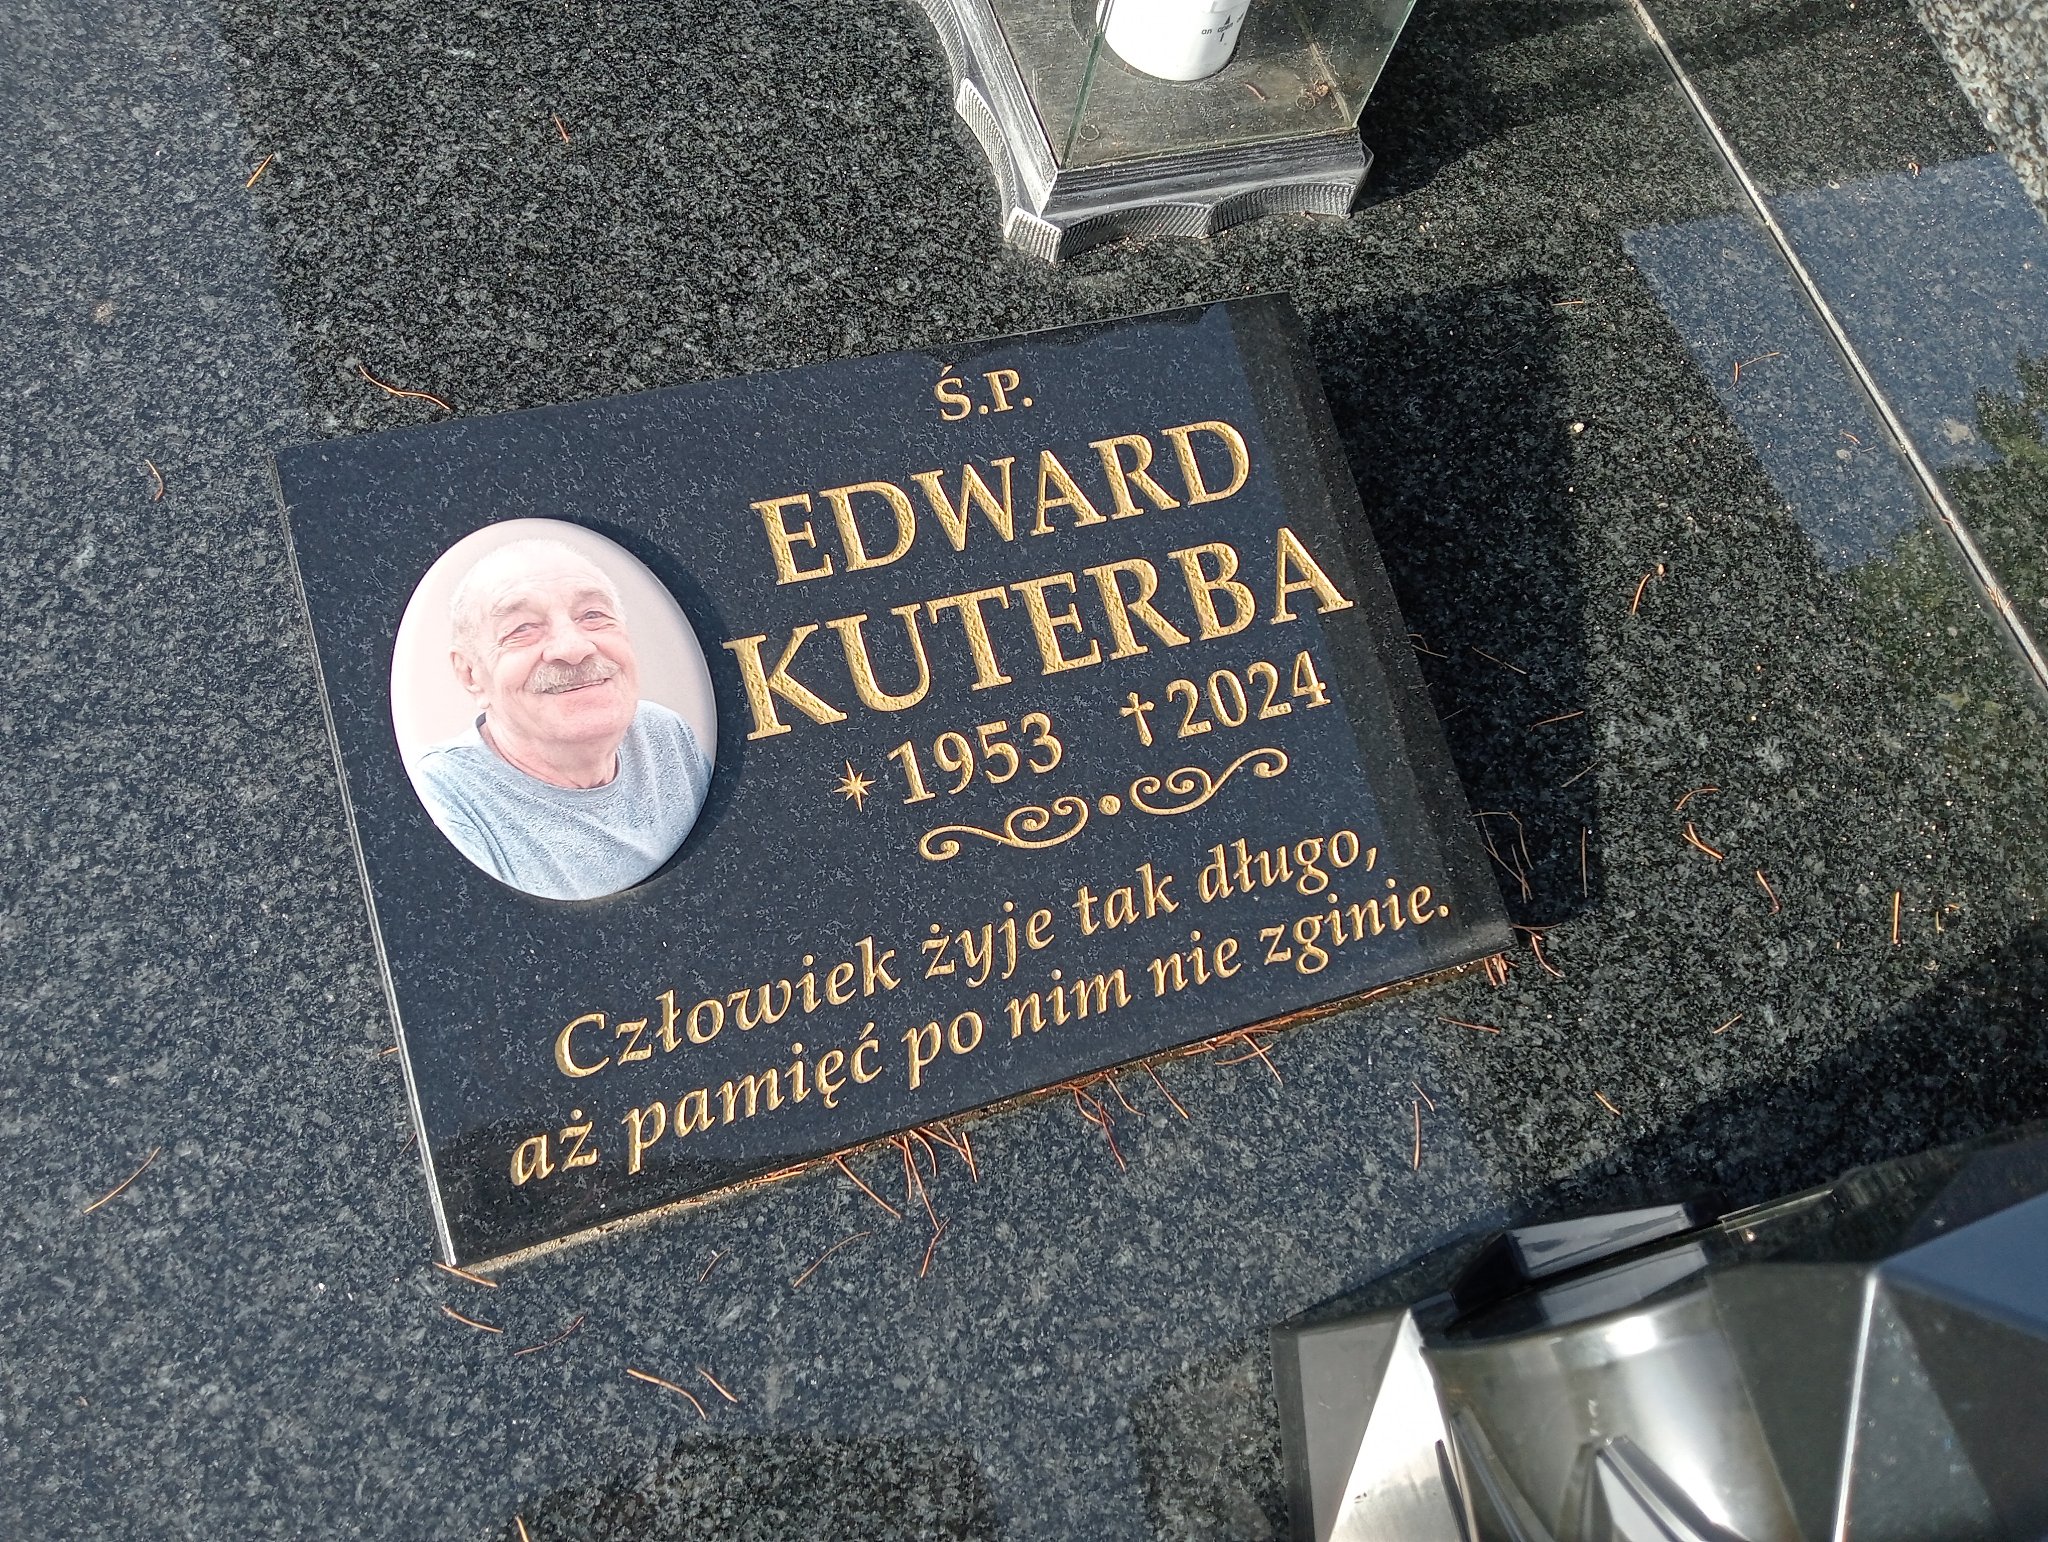 Ś.P.
EDWARD
KUTERBA
* 1953 †2024
Człowiek żyje tak długo,
aż pamięć po nim nie zginie.